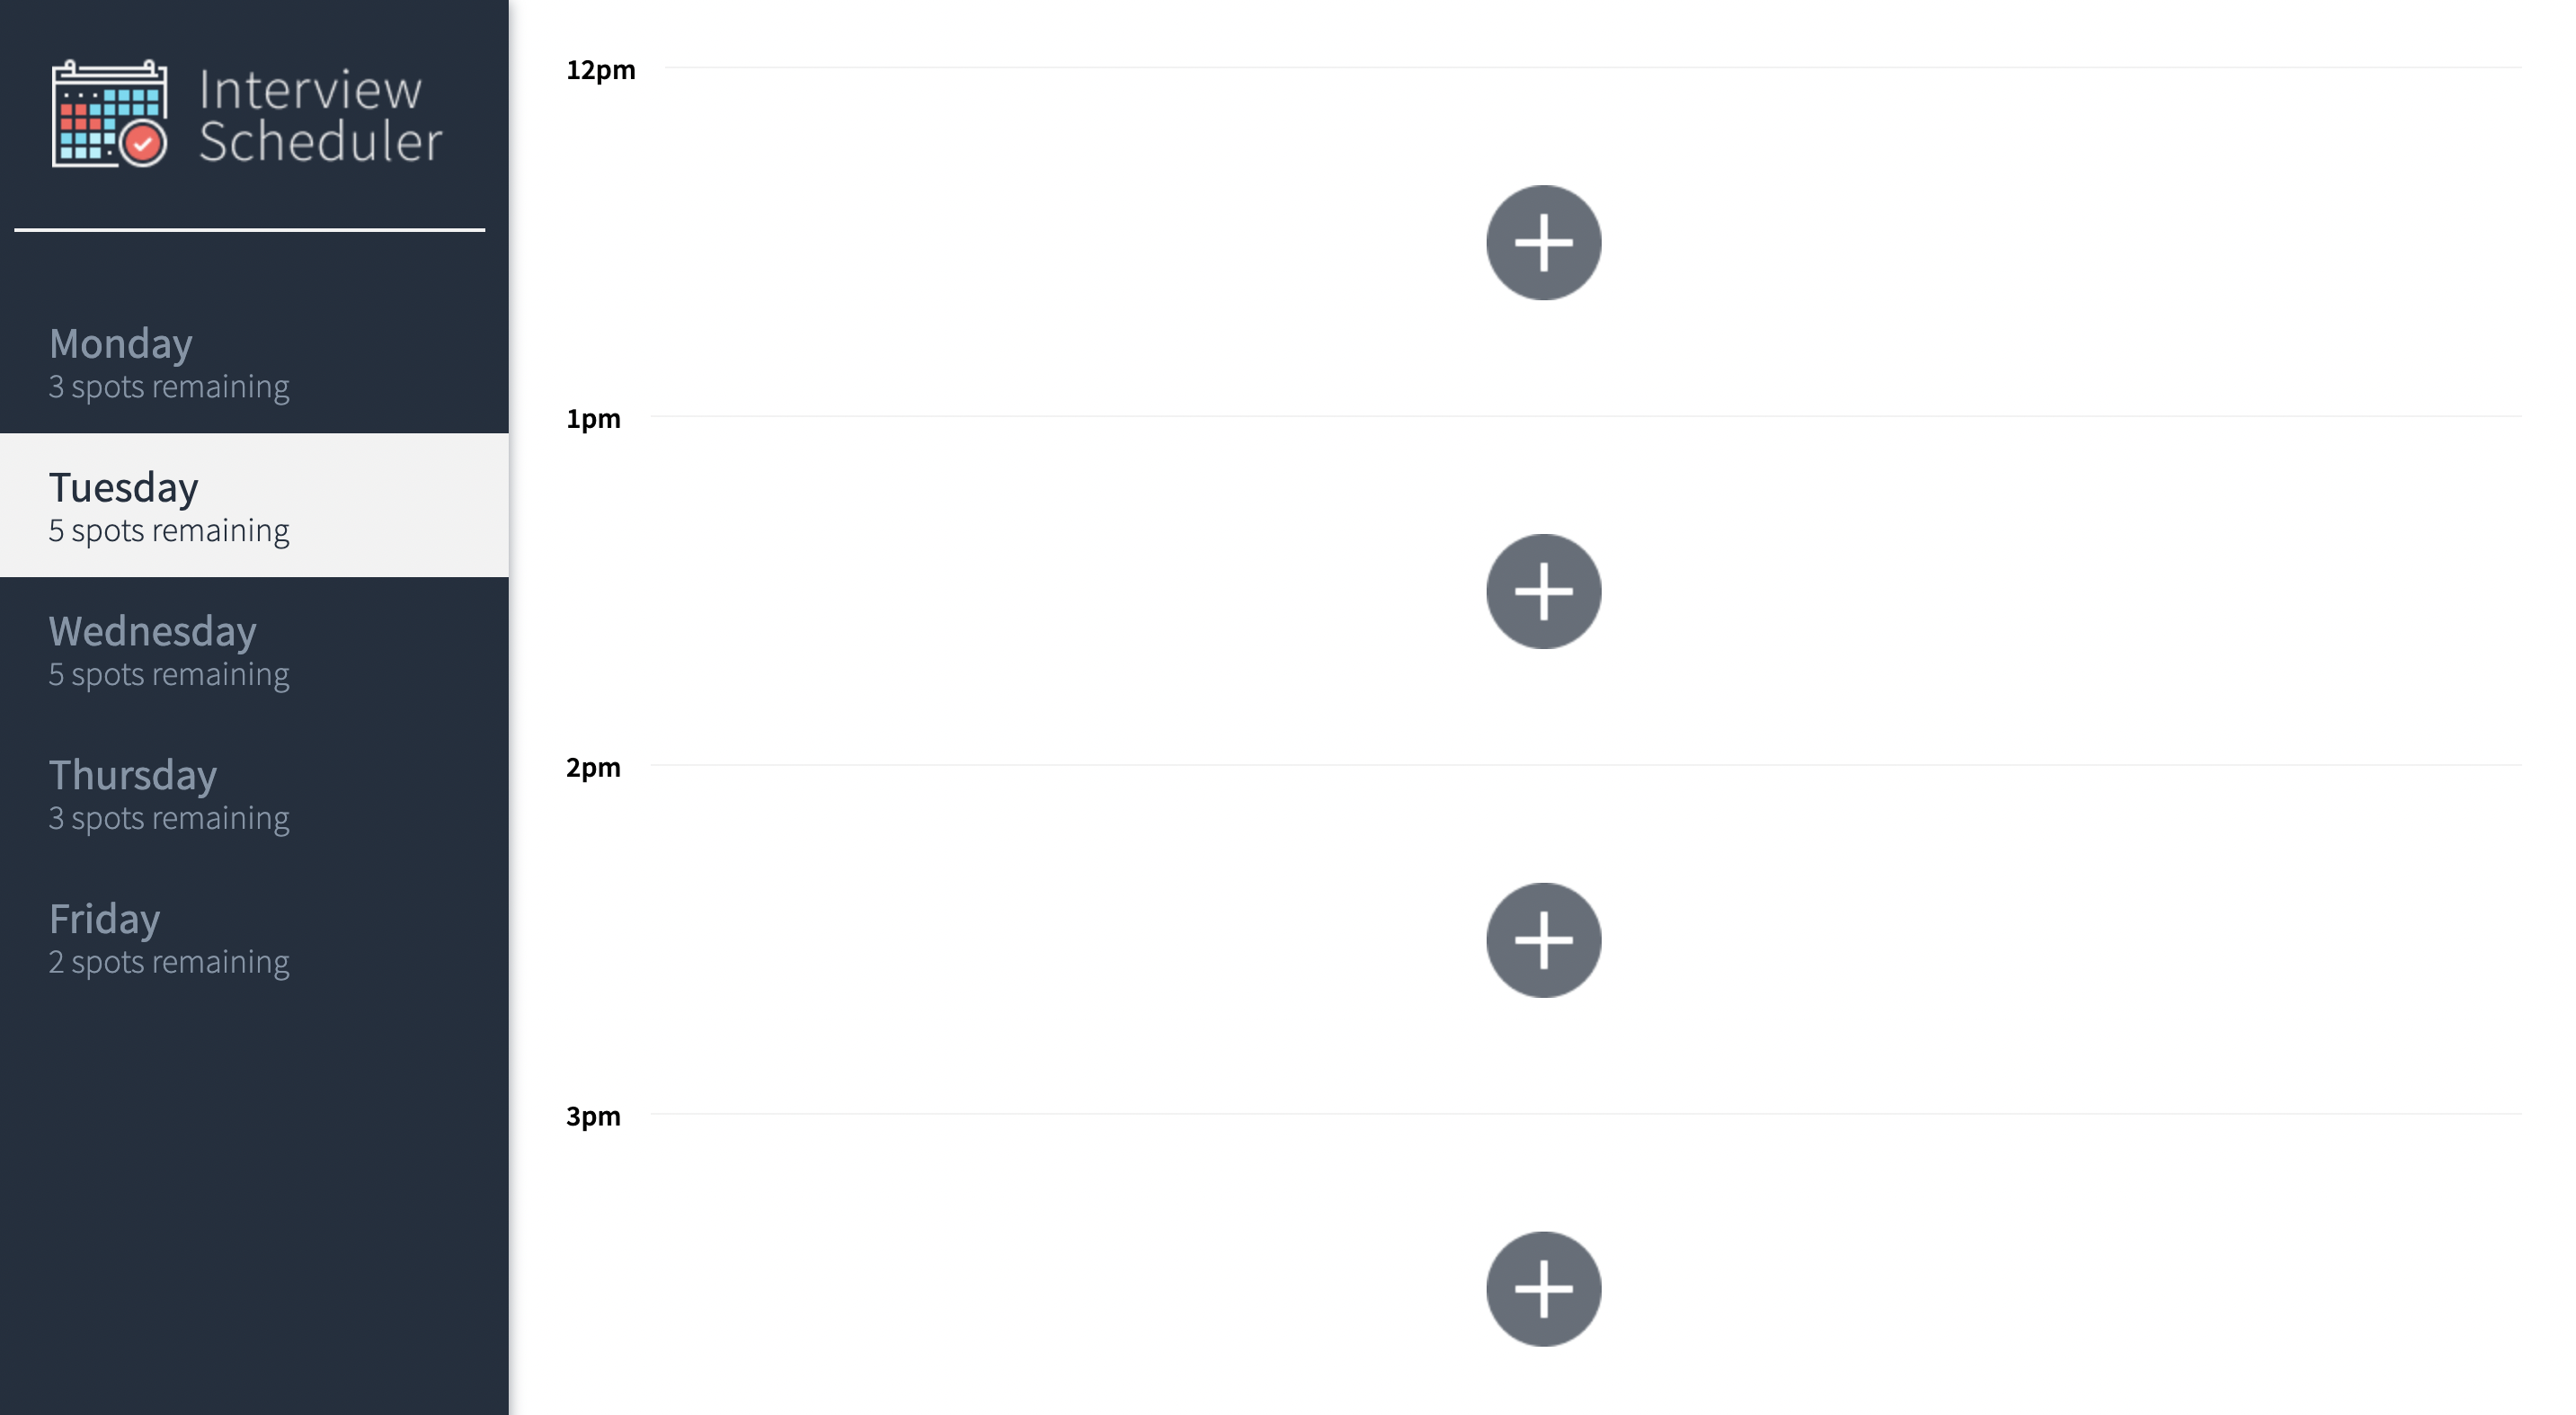 Interview
Scheduler
Monday
3 spots remaining
Tuesday
5 spots remaining
Wednesday
5 spots remaining
Thursday
3 spots remaining
Friday
2 spots remaining
12pm
1pm
2pm
3pm